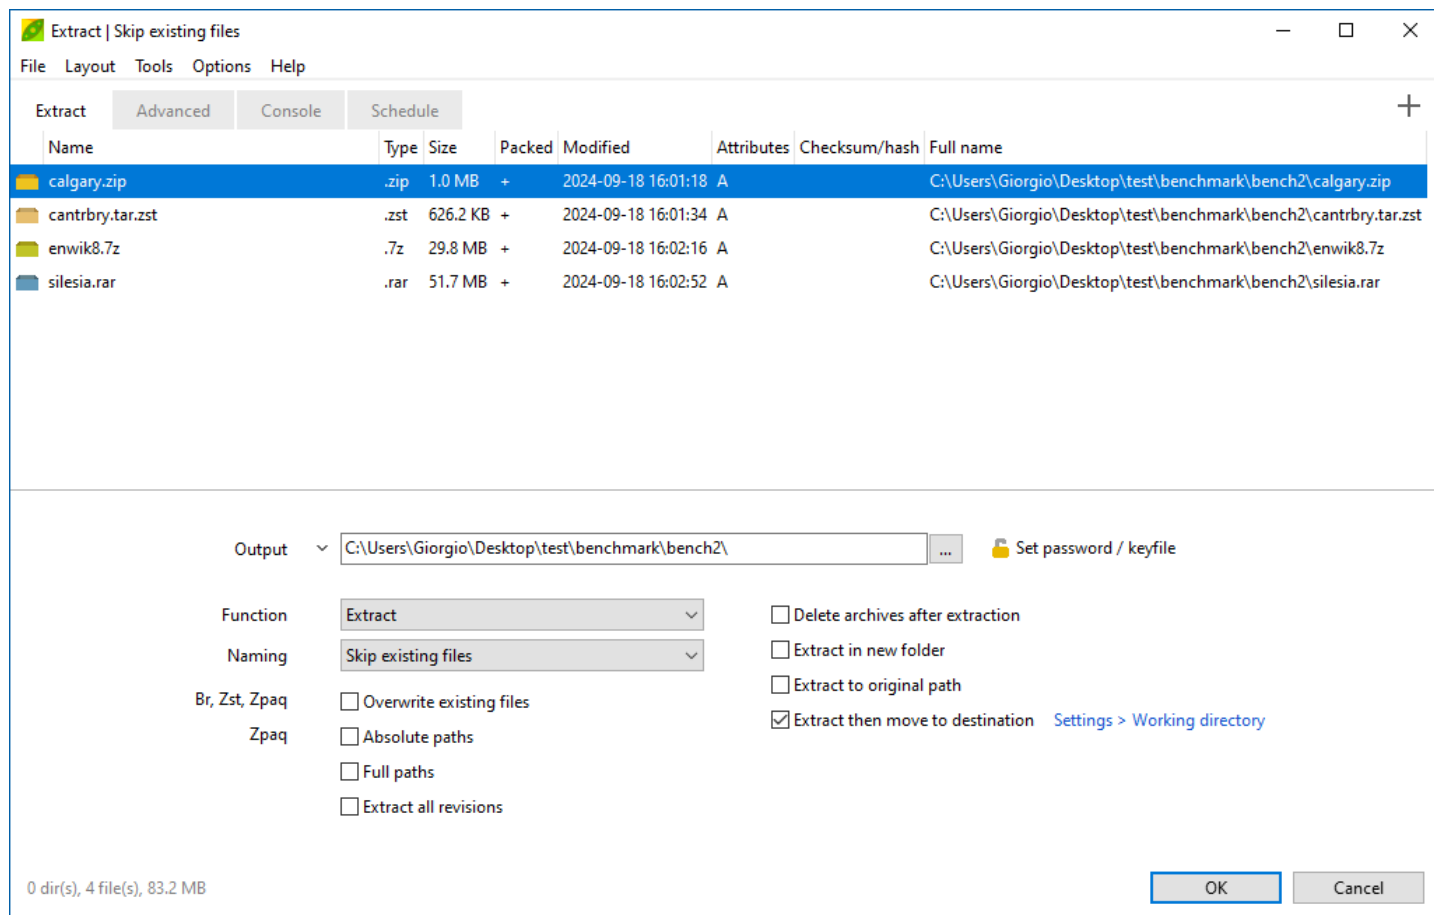 Extract | Skip existing files
File Layout Tools Options Help
Extract Advanced Console Schedule
Name Type Size Packed Modified Attributes Checksum/hash Full name
calgary.zip .zip 1.0 MB + 2024-09-18 16:01:18 A C:\Users\Giorgio\Desktop\test\benchmark\bench2\calgary.zip
cantrbry.tar.zst .zst 626.2 KB + 2024-09-18 16:01:34 A C:\Users\Giorgio\Desktop\test\benchmark\bench2\cantrbry.tar.zst
enwik8.7z .7z 29.8 MB + 2024-09-18 16:02:16 A C:\Users\Giorgio\Desktop\test\benchmark\bench2\enwik8.7z
silesia.rar .rar 51.7 MB + 2024-09-18 16:02:52 A C:\Users\Giorgio\Desktop\test\benchmark\bench2\silesia.rar
Output C:\Users\Giorgio\Desktop\test\benchmark\bench2\ ... Set password / keyfile
Function Extract
Naming Skip existing files
Br, Zst, Zpaq Overwrite existing files
Zpaq Absolute paths
Full paths
Extract all revisions
Delete archives after extraction
Extract in new folder
Extract to original path
Extract then move to destination Settings > Working directory
0 dir(s), 4 file(s), 83.2 MB
OK Cancel